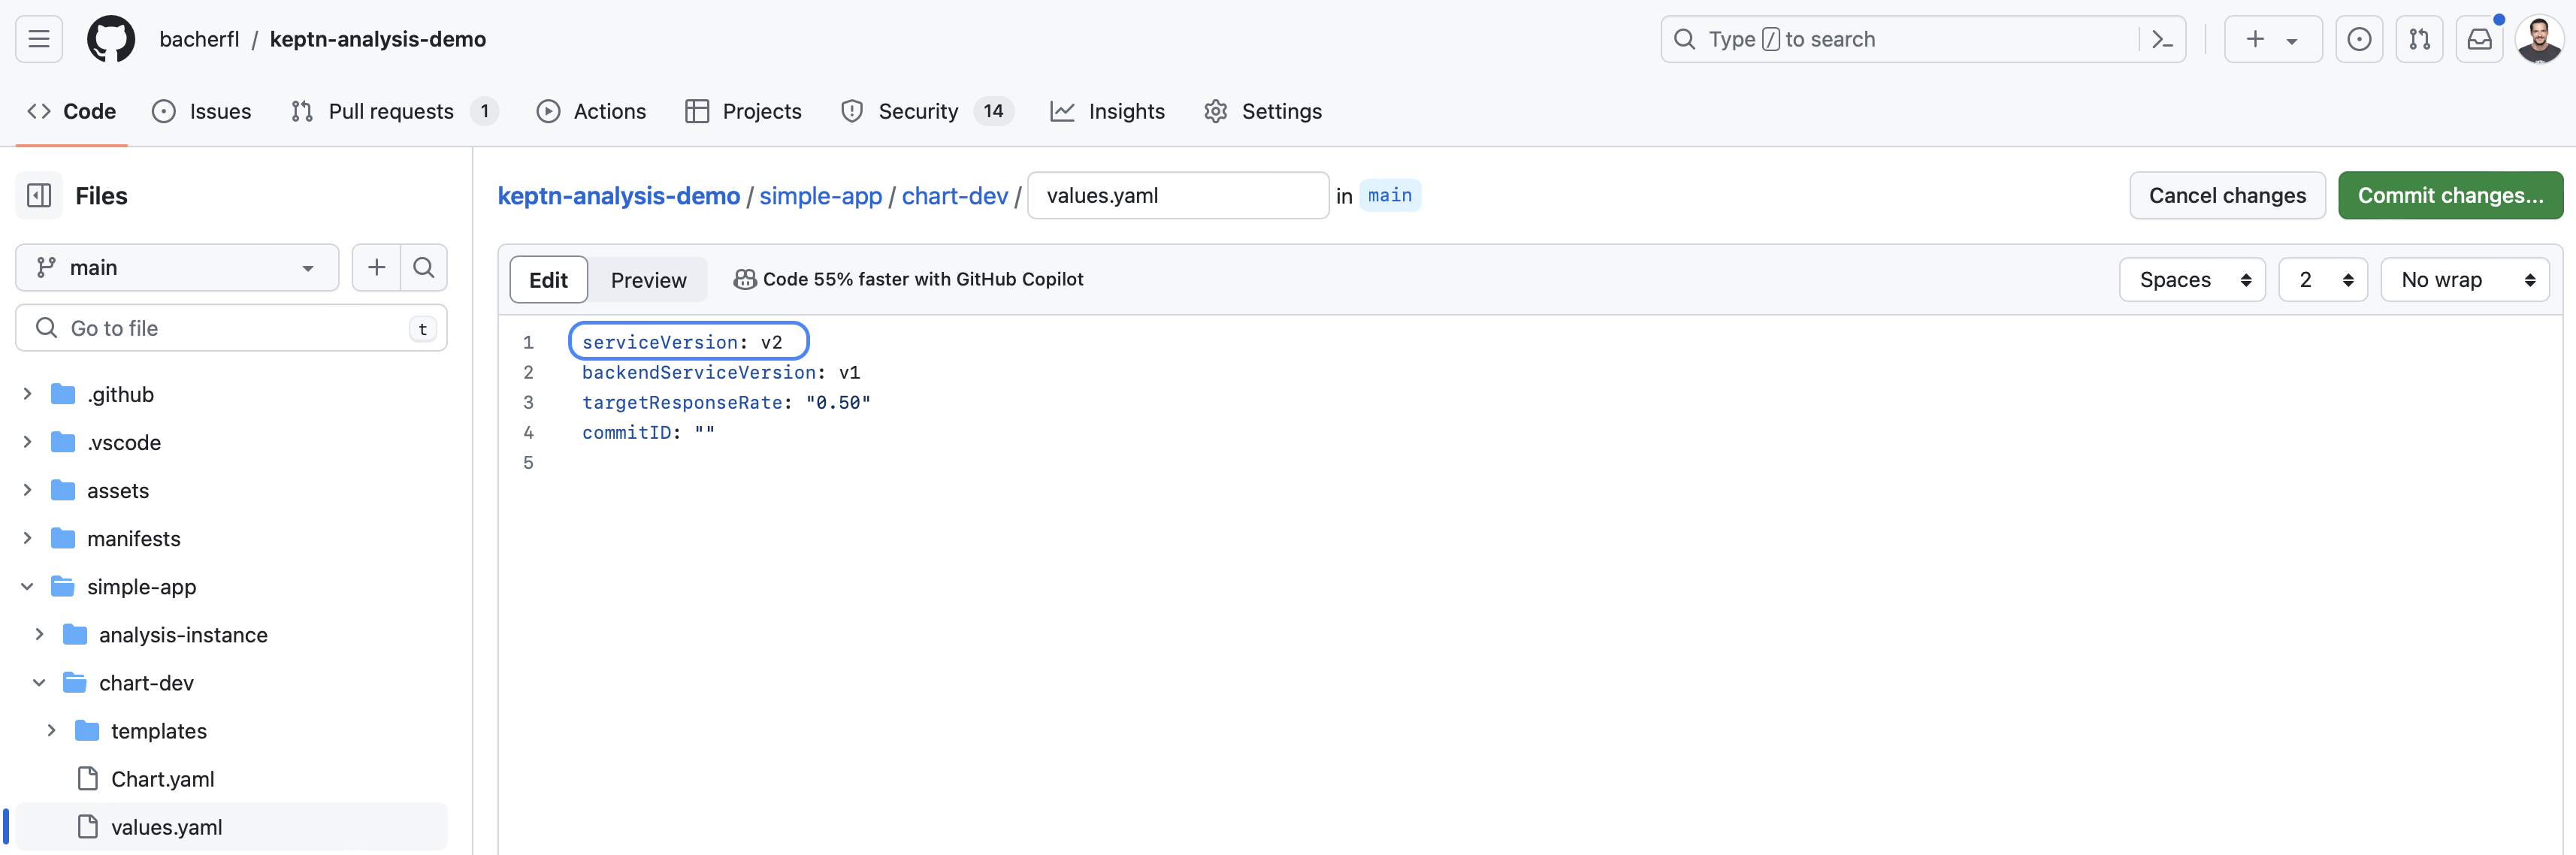 bacherfl / keptn-analysis-demo
Type / to search
Code
Issues
Pull requests 1
Actions
Projects
Security 14
Insights
Settings
Files
main
Go to file
t
.github
.vscode
assets
manifests
simple-app
analysis-instance
chart-dev
templates
Chart.yaml
values.yaml
keptn-analysis-demo / simple-app / chart-dev / values.yaml in main
Cancel changes
Commit changes...
Edit
Preview
Code 55% faster with GitHub Copilot
Spaces
2
No wrap
1 serviceVersion: v2
2 backendServiceVersion: v1
3 targetResponseRate: "0.50"
4 commitID: ""
5